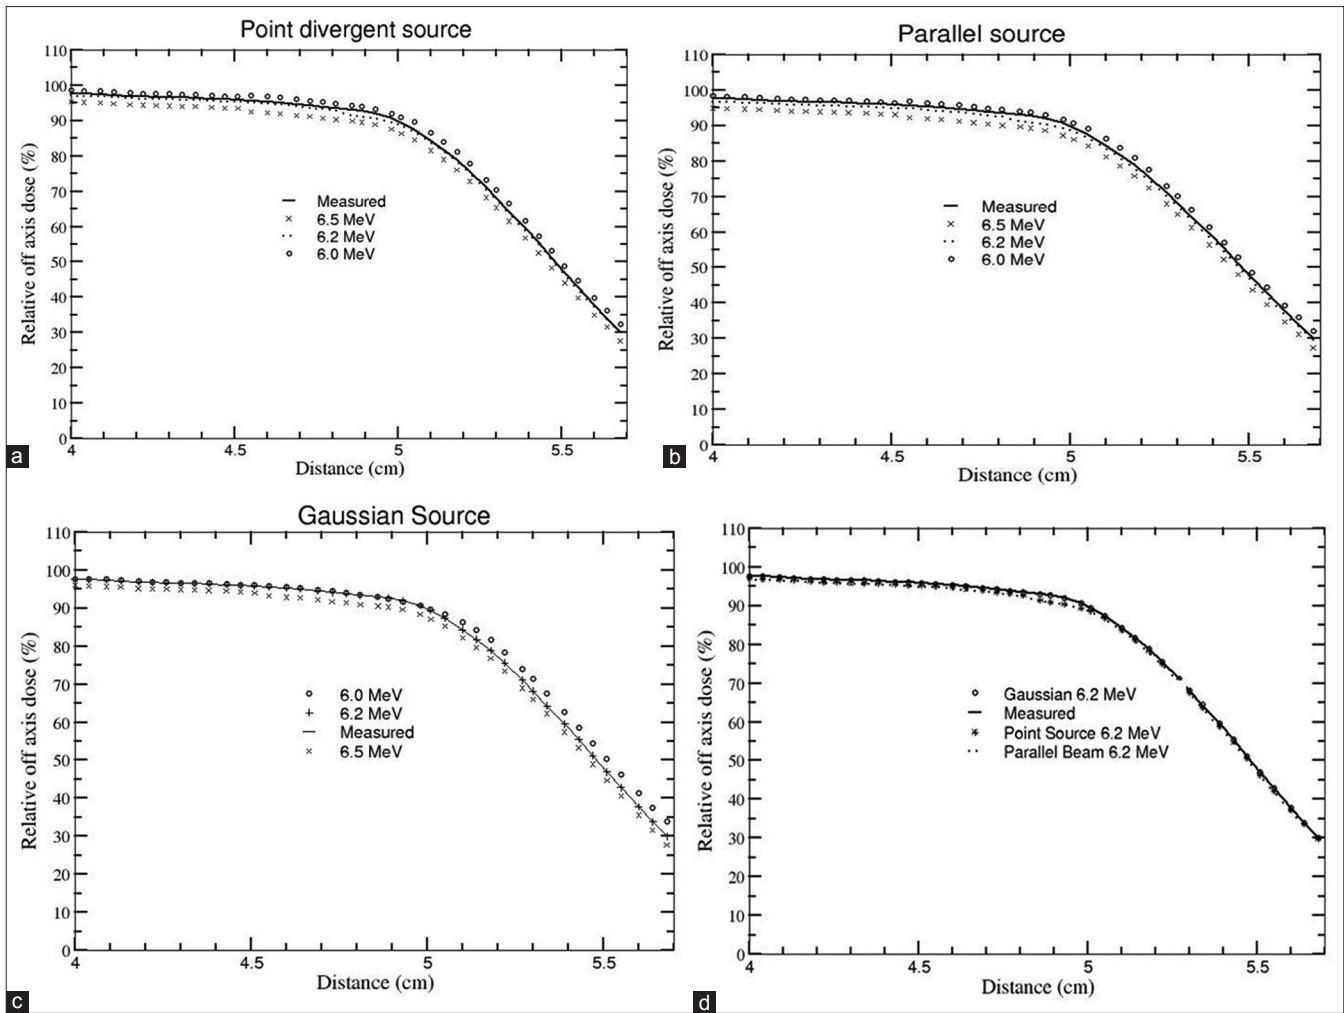 Point divergent source
110
100
90
80
70
60
50
40
30
20
10
0
Relative off axis dose (%)
Measured
6.5 MeV
6.2 MeV
6.0 MeV
4
4.5
5
5.5
Distance (cm)
a
Parallel source
110
100
90
80
70
60
50
40
30
20
10
0
Relative off axis dose (%)
Measured
6.5 MeV
6.2 MeV
6.0 MeV
4
4.5
5
5.5
Distance (cm)
b
Gaussian Source
110
100
90
80
70
60
50
40
30
20
10
0
Relative off axis dose (%)
6.0 MeV
6.2 MeV
Measured
6.5 MeV
4
4.5
5
5.5
Distance (cm)
c
110
100
90
80
70
60
50
40
30
20
10
0
Relative off axis dose (%)
Gaussian 6.2 MeV
Measured
Point Source 6.2 MeV
Parallel Beam 6.2 MeV
4
4.5
5
5.5
Distance (cm)
d